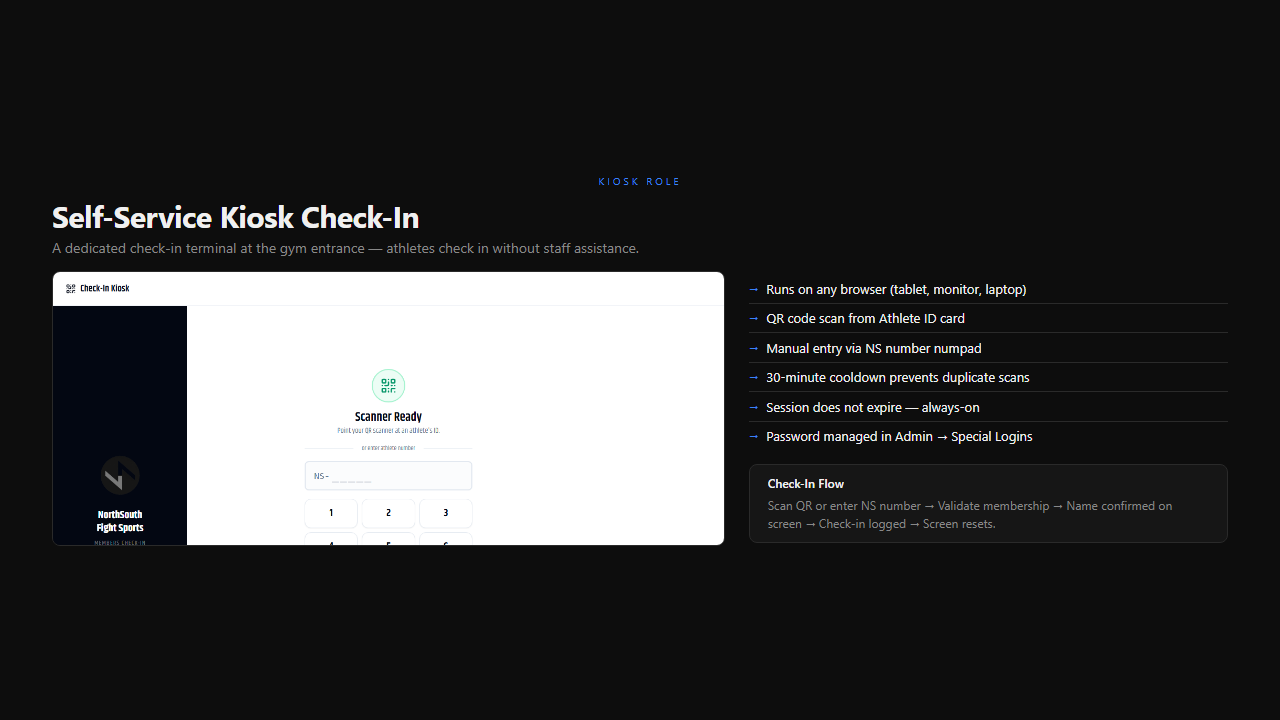 KIOSK ROLE
Self-Service Kiosk Check-In
A dedicated check-in terminal at the gym entrance — athletes check in without staff assistance.
Check-In Kiosk
Scanner Ready
Point your QR scanner at an athlete's ID.
or enter athlete number
NS- _ _ _ _ _
1 2 3
NorthSouth
Fight Sports
MEMBERS CHECK-IN
→ Runs on any browser (tablet, monitor, laptop)
→ QR code scan from Athlete ID card
→ Manual entry via NS number numpad
→ 30-minute cooldown prevents duplicate scans
→ Session does not expire — always-on
→ Password managed in Admin → Special Logins
Check-In Flow
Scan QR or enter NS number → Validate membership → Name confirmed on
screen → Check-in logged → Screen resets.